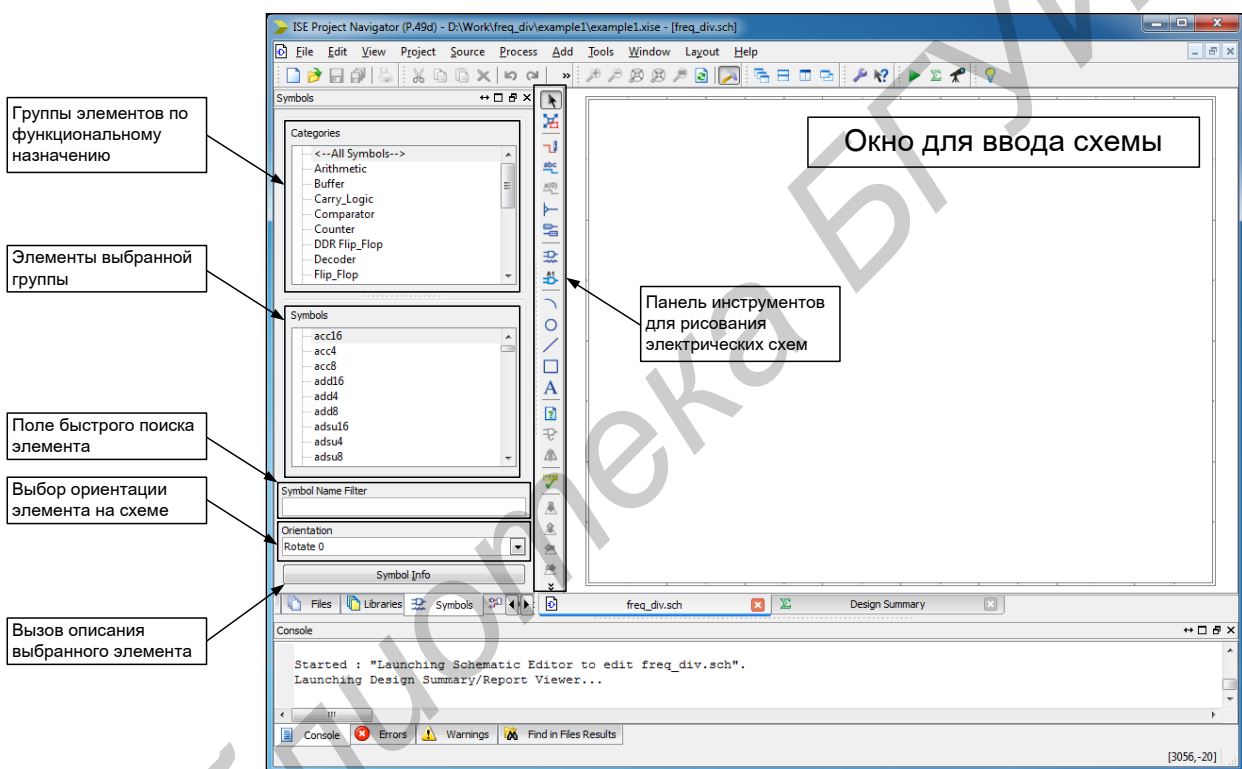 ISE Project Navigator (P.49d) - D:\Work\freq_div\example1\example1.xise - [freq_div.sch]
File Edit View Project Source Process Add Tools Window Layout Help
Symbols
Группы элементов по
функциональному
назначению
Categories
<--All Symbols-->
Arithmetic
Buffer
Carry_Logic
Comparator
Counter
DDR Flip_Flop
Decoder
Flip_Flop
Окно для ввода схемы
Элементы выбранной
группы
Symbols
acc16
acc4
acc8
add16
add4
add8
adsu16
adsu4
adsu8
Панель инструментов
для рисования
электрических схем
Поле быстрого поиска
элемента
Symbol Name Filter
Выбор ориентации
элемента на схеме
Orientation
Rotate 0
Symbol Info
Files Libraries Symbols
freq_div.sch
Design Summary
Вызов описания
выбранного элемента
Console
Started : "Launching Schematic Editor to edit freq_div.sch".
Launching Design Summary/Report Viewer...
Console Errors Warnings Find in Files Results
[3056,-20]